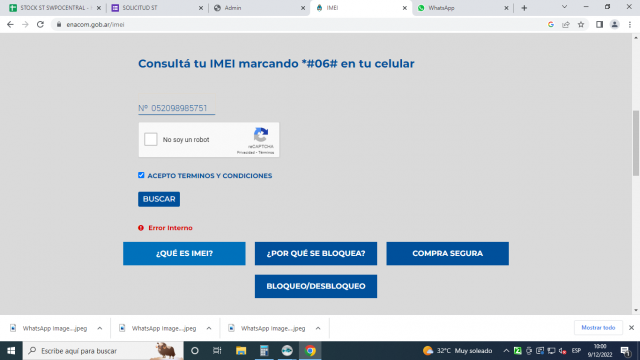 STOCK ST SWPOCENTRAL -
SOLICITUD ST
Admin
IMEI
WhatsApp
enacom.gob.ar/imei
Consultá tu IMEI marcando *#06# en tu celular
Nº 052098985751
No soy un robot
reCAPTCHA
Privacidad - Términos
ACEPTO TERMINOS Y CONDICIONES
BUSCAR
Error Interno
¿QUÉ ES IMEI?
¿POR QUÉ SE BLOQUEA?
COMPRA SEGURA
BLOQUEO/DESBLOQUEO
WhatsApp Image....jpeg
WhatsApp Image....jpeg
WhatsApp Image....jpeg
Mostrar todo
Escribe aquí para buscar
32°C Muy soleado
ESP
10:00
9/12/2022